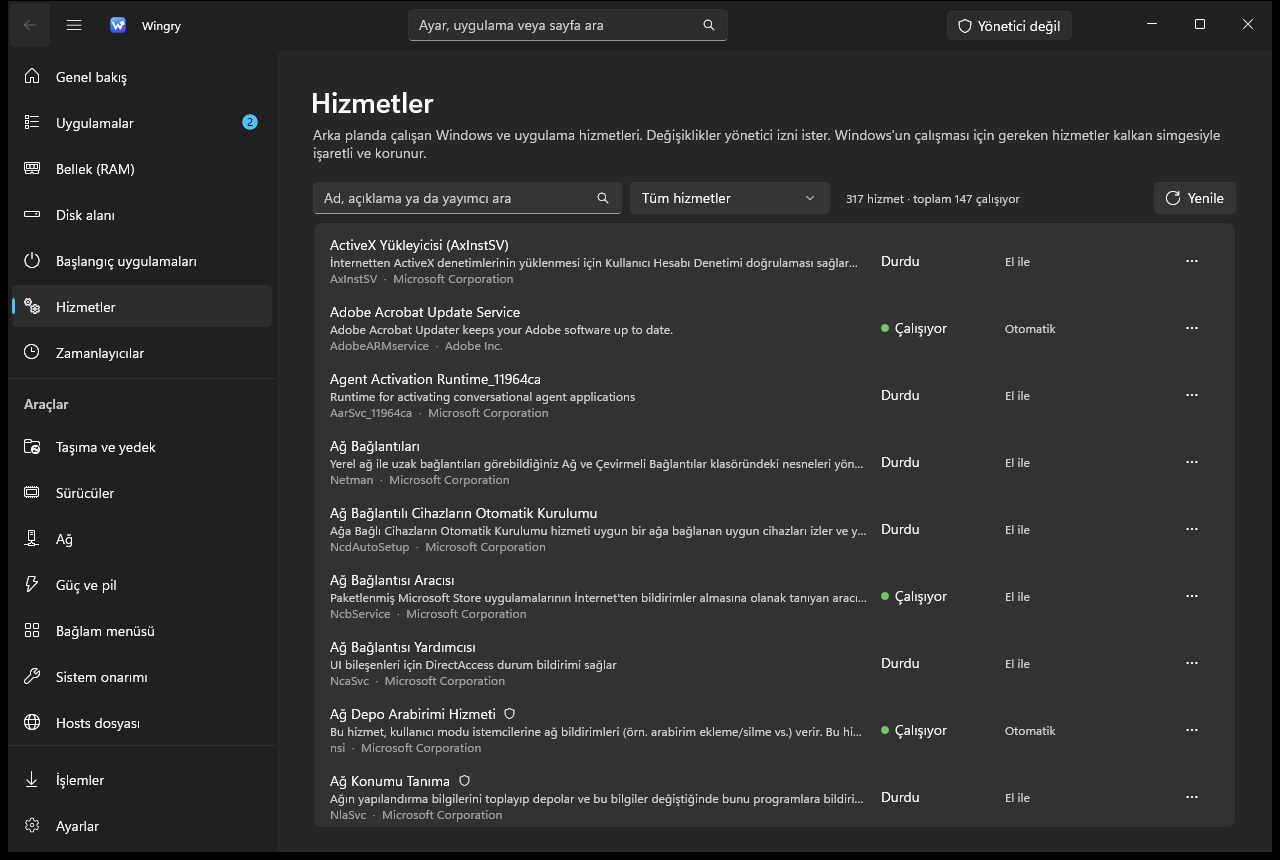 Wingry
Ayar, uygulama veya sayfa ara
Yönetici değil
Genel bakış
Uygulamalar
2
Bellek (RAM)
Disk alanı
Başlangıç uygulamaları
Hizmetler
Zamanlayıcılar
Araçlar
Taşıma ve yedek
Sürücüler
Ağ
Güç ve pil
Bağlam menüsü
Sistem onarımı
Hosts dosyası
İşlemler
Ayarlar
Hizmetler
Arka planda çalışan Windows ve uygulama hizmetleri. Değişiklikler yönetici izni ister. Windows'un çalışması için gereken hizmetler kalkan simgesiyle
işaretli ve korunur.
Ad, açıklama ya da yayımcı ara
Tüm hizmetler
317 hizmet · toplam 147 çalışıyor
Yenile
ActiveX Yükleyicisi (AxInstSV)
İnternetten ActiveX denetimlerinin yüklenmesi için Kullanıcı Hesabı Denetimi doğrulaması sağlar...
AxInstSV · Microsoft Corporation
Durdu
El ile
Adobe Acrobat Update Service
Adobe Acrobat Updater keeps your Adobe software up to date.
AdobeARMservice · Adobe Inc.
Çalışıyor
Otomatik
Agent Activation Runtime_11964ca
Runtime for activating conversational agent applications
AarSvc_11964ca · Microsoft Corporation
Durdu
El ile
Ağ Bağlantıları
Yerel ağ ile uzak bağlantıları görebildiğiniz Ağ ve Çevirmeli Bağlantılar klasöründeki nesneleri yön...
Netman · Microsoft Corporation
Durdu
El ile
Ağ Bağlantılı Cihazların Otomatik Kurulumu
Ağa Bağlı Cihazların Otomatik Kurulumu hizmeti uygun bir ağa bağlanan uygun cihazları izler ve y...
NcdAutoSetup · Microsoft Corporation
Durdu
El ile
Ağ Bağlantısı Aracısı
Paketlenmiş Microsoft Store uygulamalarının İnternet'ten bildirimler almasına olanak tanıyan aracı...
NcbService · Microsoft Corporation
Çalışıyor
El ile
Ağ Bağlantısı Yardımcısı
UI bileşenleri için DirectAccess durum bildirimi sağlar
NcaSvc · Microsoft Corporation
Durdu
El ile
Ağ Depo Arabirimi Hizmeti
Bu hizmet, kullanıcı modu istemcilerine ağ bildirimleri (örn. arabirim ekleme/silme vs.) verir. Bu hi...
nsi · Microsoft Corporation
Çalışıyor
Otomatik
Ağ Konumu Tanıma
Ağın yapılandırma bilgilerini toplayıp depolar ve bu bilgiler değiştiğinde bunu programlara bildiri...
NlaSvc · Microsoft Corporation
Durdu
El ile